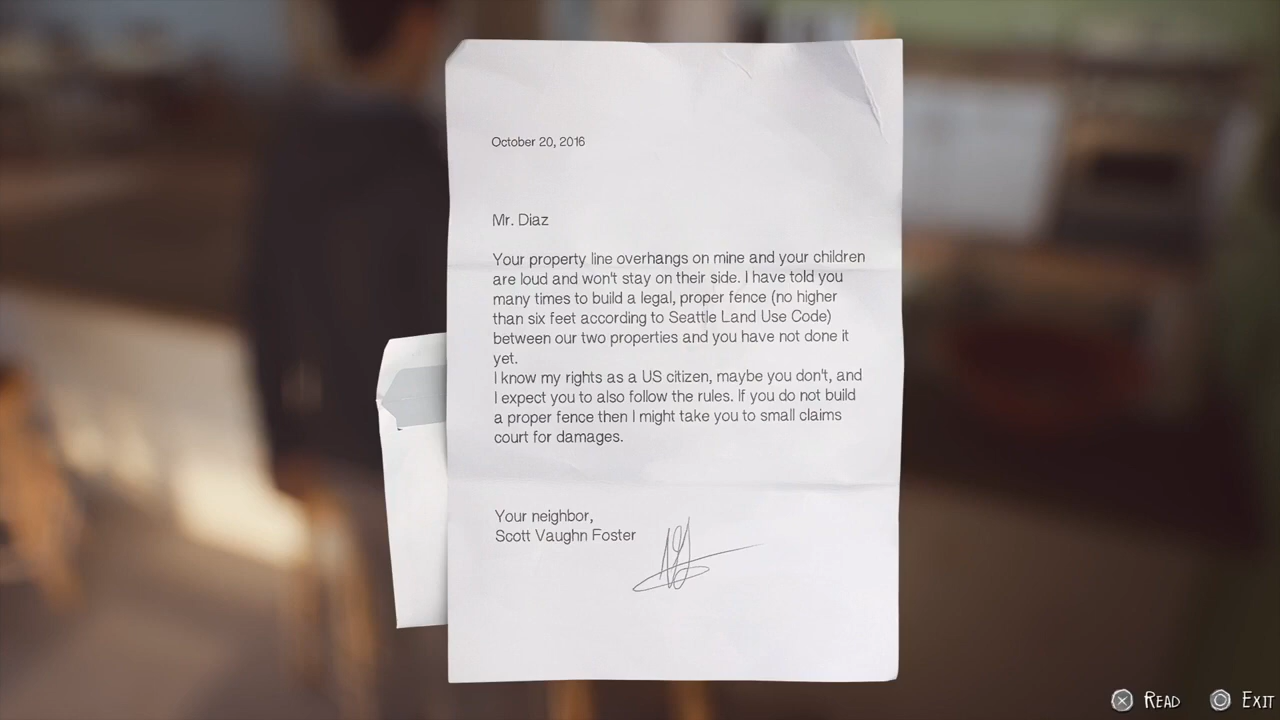 October 20, 2016
Mr. Diaz
Your property line overhangs on mine and your children
are loud and won't stay on their side. I have told you
many times to build a legal, proper fence (no higher
than six feet according to Seattle Land Use Code)
between our two properties and you have not done it
yet.
I know my rights as a US citizen, maybe you don't, and
I expect you to also follow the rules. If you do not build
a proper fence then I might take you to small claims
court for damages.
Your neighbor,
Scott Vaughn Foster
READ EXIT